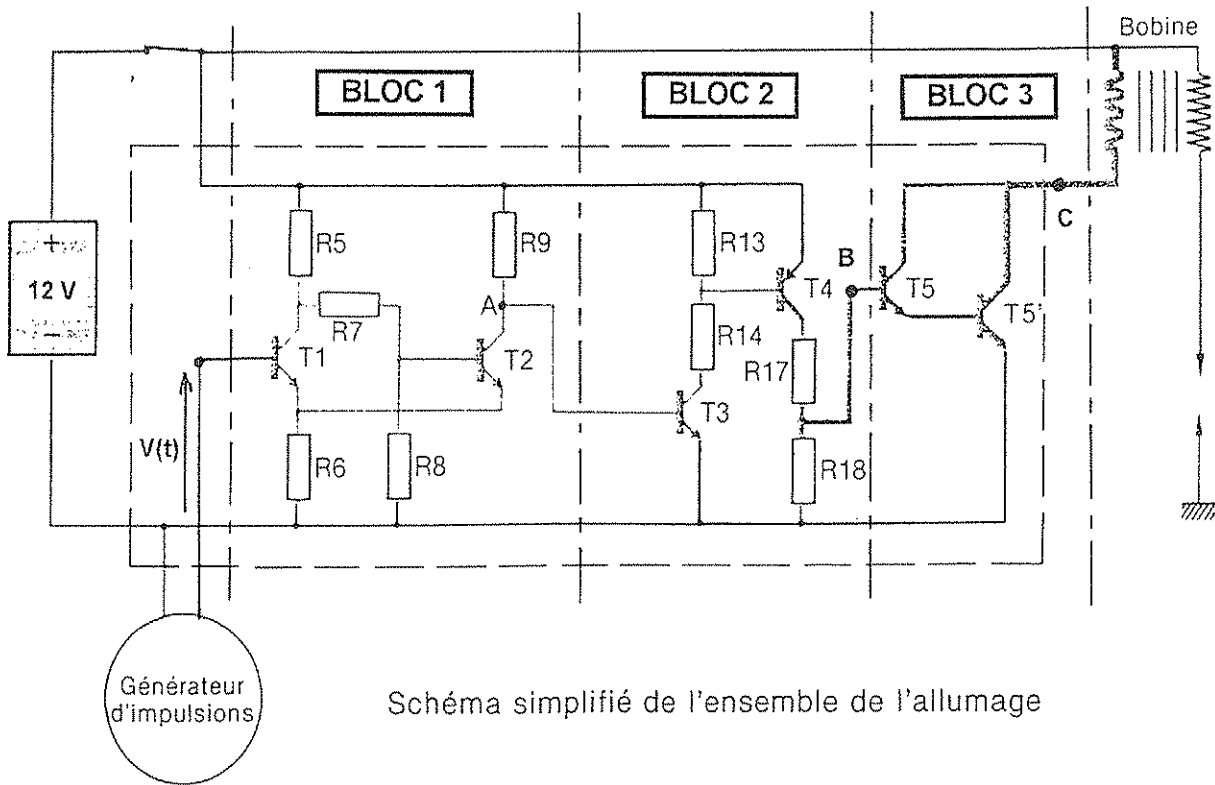 Bobine
BLOC 1
BLOC 2
BLOC 3
+
12 V
−
R5
R9
R13
C
B
A
R7
T1
T2
T4
T5
T5'
R14
R17
T3
V(t)
R6
R8
R18
Générateur
d'impulsions
Schéma simplifié de l'ensemble de l'allumage